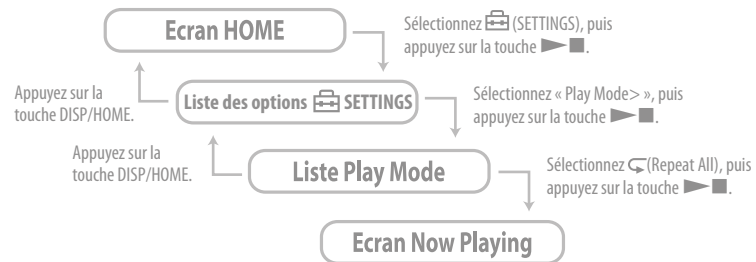 Ecran HOME
Sélectionnez (SETTINGS), puis
appuyez sur la touche ►■.
Appuyez sur la
touche DISP/HOME.
Liste des options SETTINGS
Sélectionnez « Play Mode> », puis
appuyez sur la touche ►■.
Appuyez sur la
touche DISP/HOME.
Liste Play Mode
Sélectionnez (Repeat All), puis
appuyez sur la touche ►■.
Ecran Now Playing